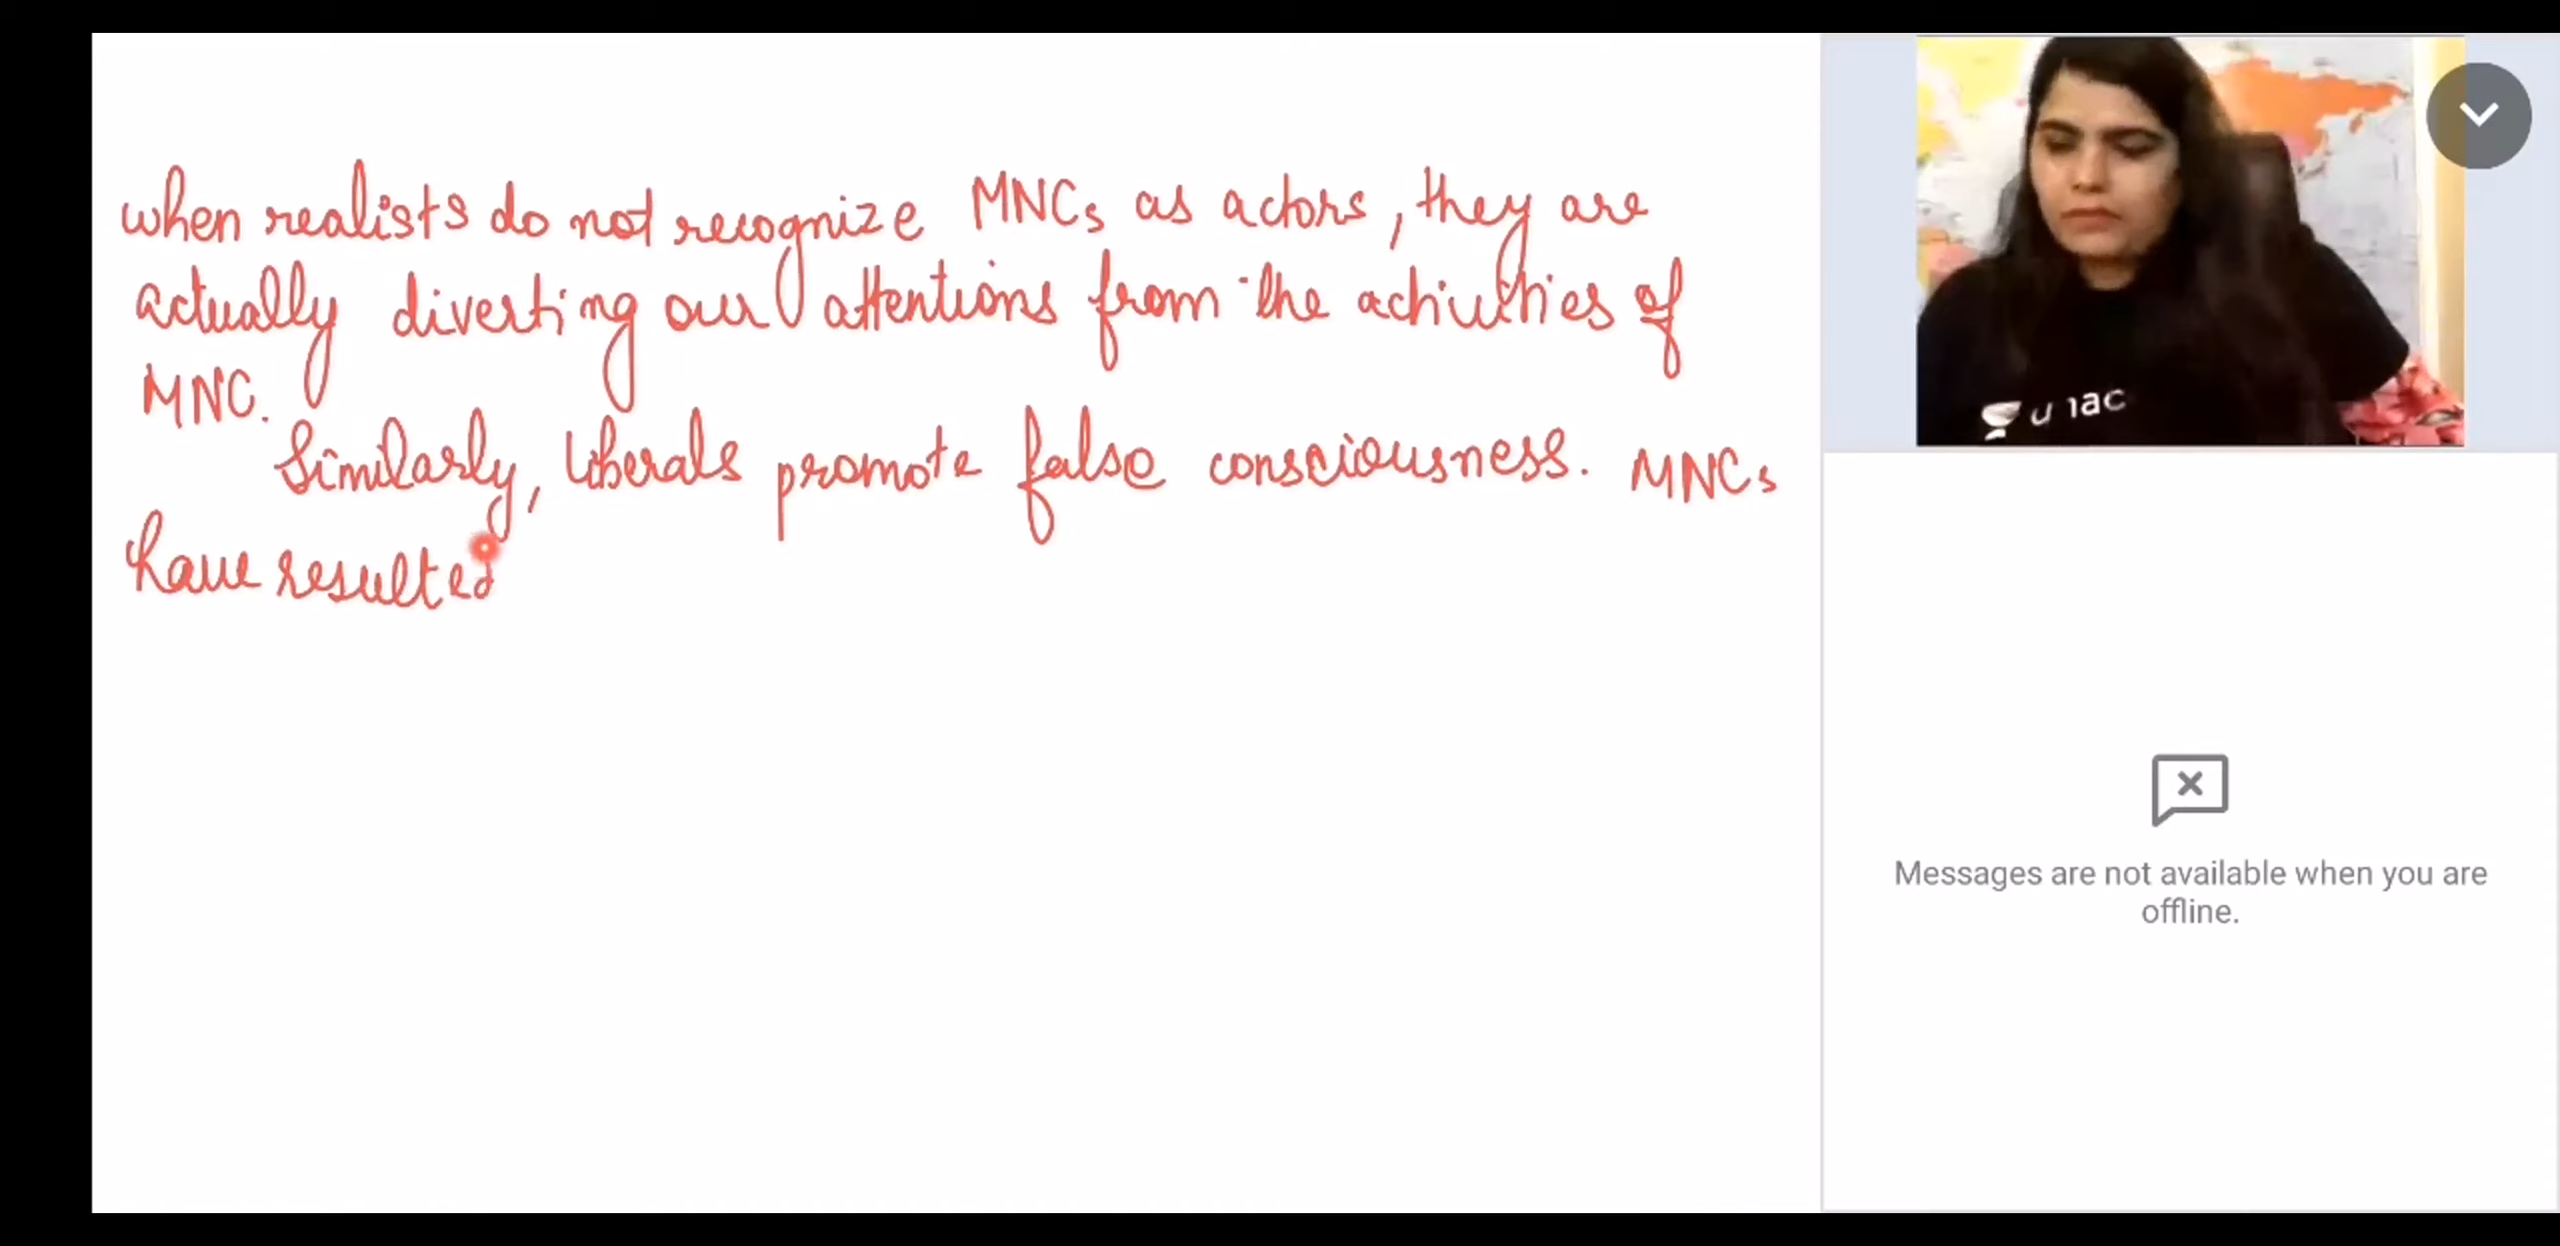 when realists do not recognize MNCs as actors, they are
actually diverting our attentions from the activities of
MNC.
Similarly, liberals promote false consciousness. MNCs
have resulted
unac
Messages are not available when you are
offline.